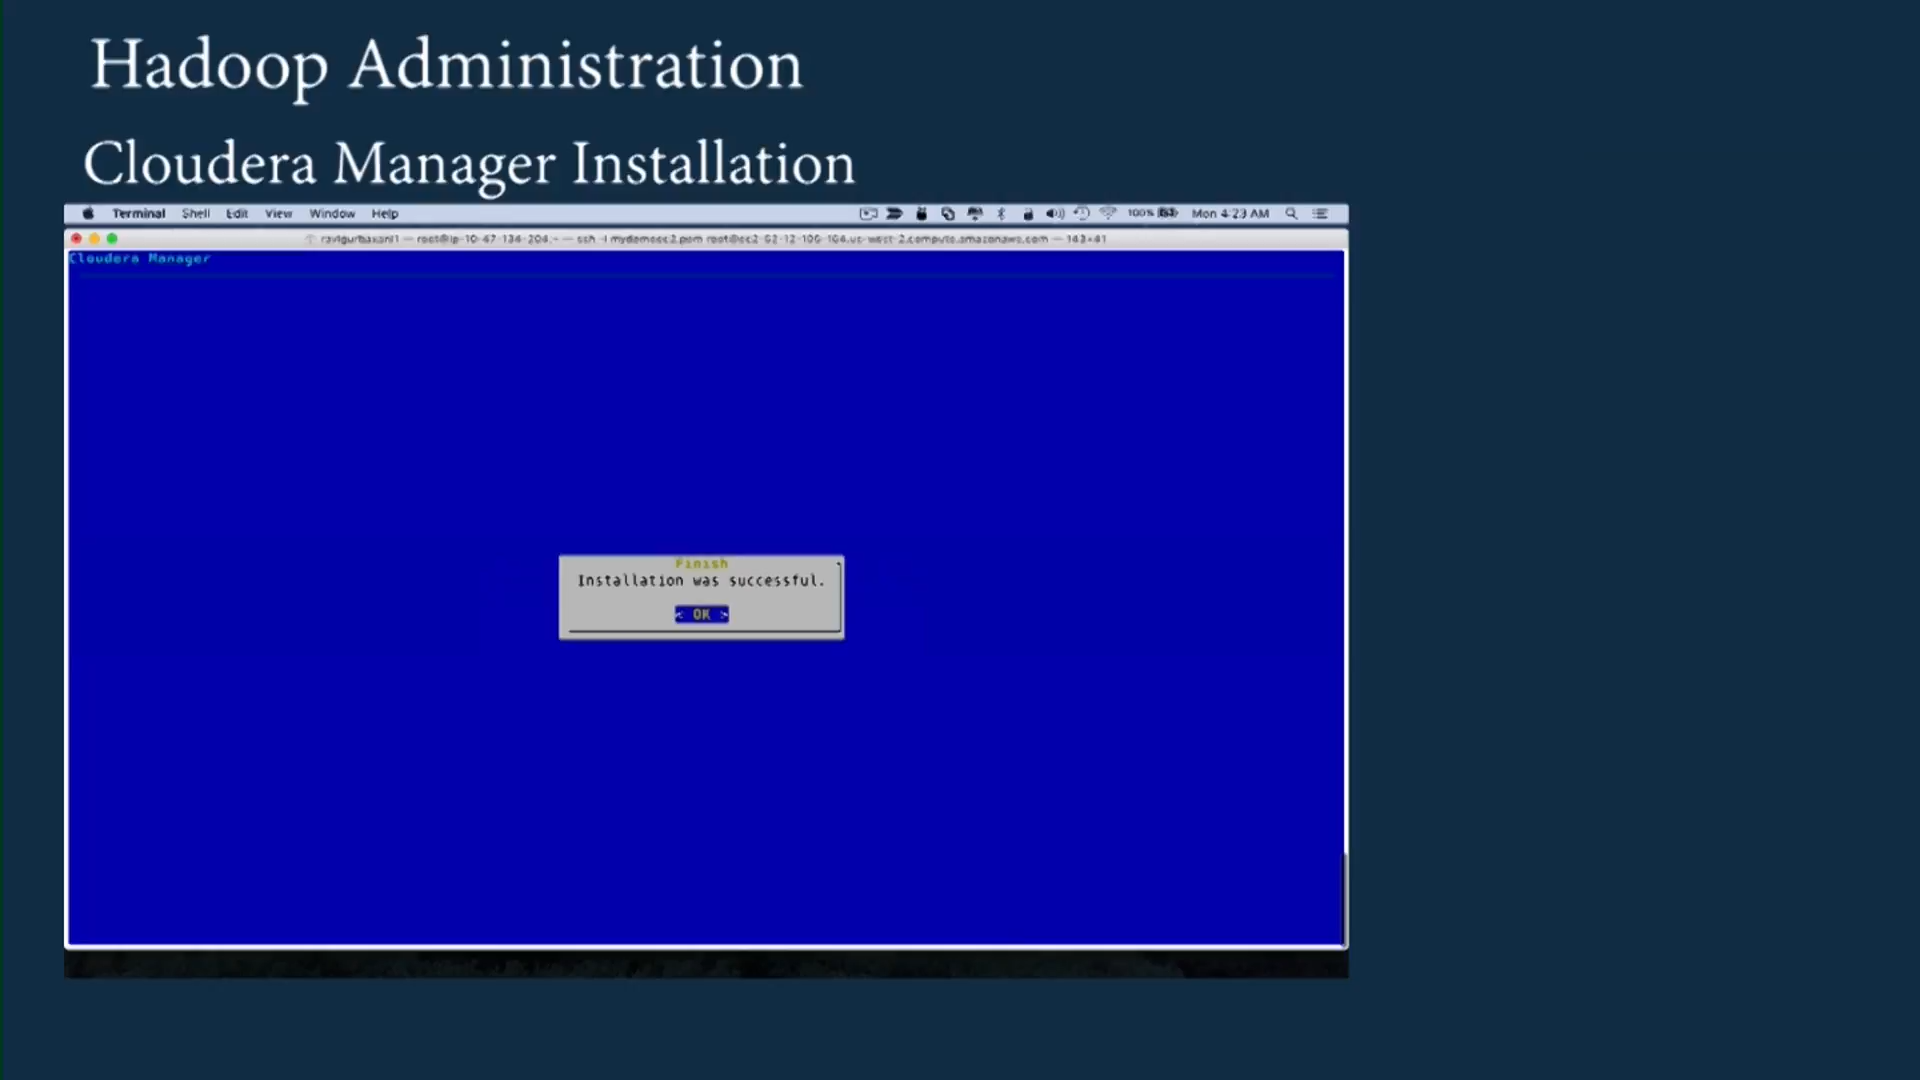 Hadoop Administration
Cloudera Manager Installation
Terminal Shell Edit View Window Help 100% Mon 4:23 AM
Cloudera Manager
Finish
Installation was successful.
< OK >